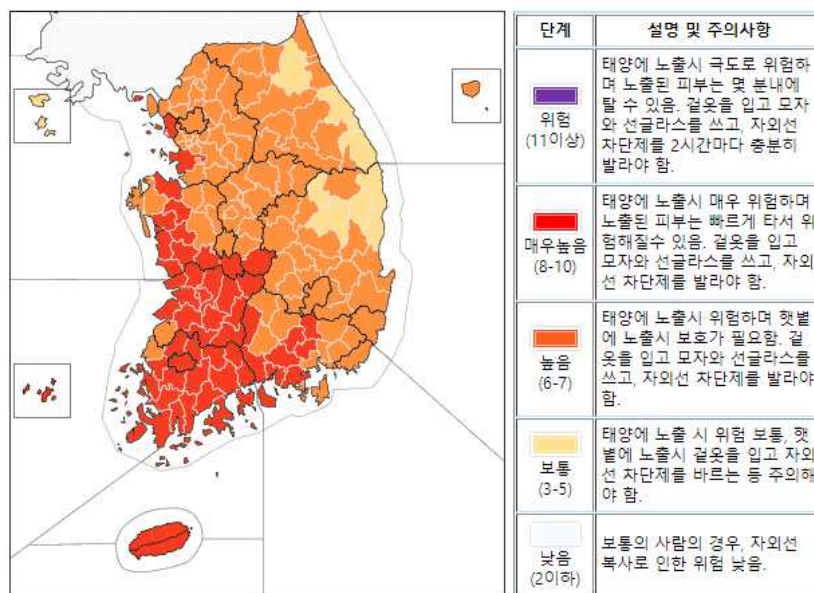 단계
설명 및 주의사항
위험
(11이상)
태양에 노출시 극도로 위험하
며 노출된 피부는 몇 분내에
탈 수 있음. 겉옷을 입고 모자
와 선글라스를 쓰고, 자외선
차단제를 2시간마다 충분히
발라야 함.
매우높음
(8-10)
태양에 노출시 매우 위험하며
노출된 피부는 빠르게 타서 위
험해질수 있음. 겉옷을 입고
모자와 선글라스를 쓰고, 자외
선 차단제를 발라야 함.
높음
(6-7)
태양에 노출시 위험하며 햇볕
에 노출시 보호가 필요함. 겉
옷을 입고 모자와 선글라스를
쓰고, 자외선 차단제를 발라야
함.
보통
(3-5)
태양에 노출 시 위험 보통, 햇
볕에 노출시 겉옷을 입고 자외
선 차단제를 바르는 등 주의해
야 함.
낮음
(2이하)
보통의 사람의 경우, 자외선
복사로 인한 위험 낮음.